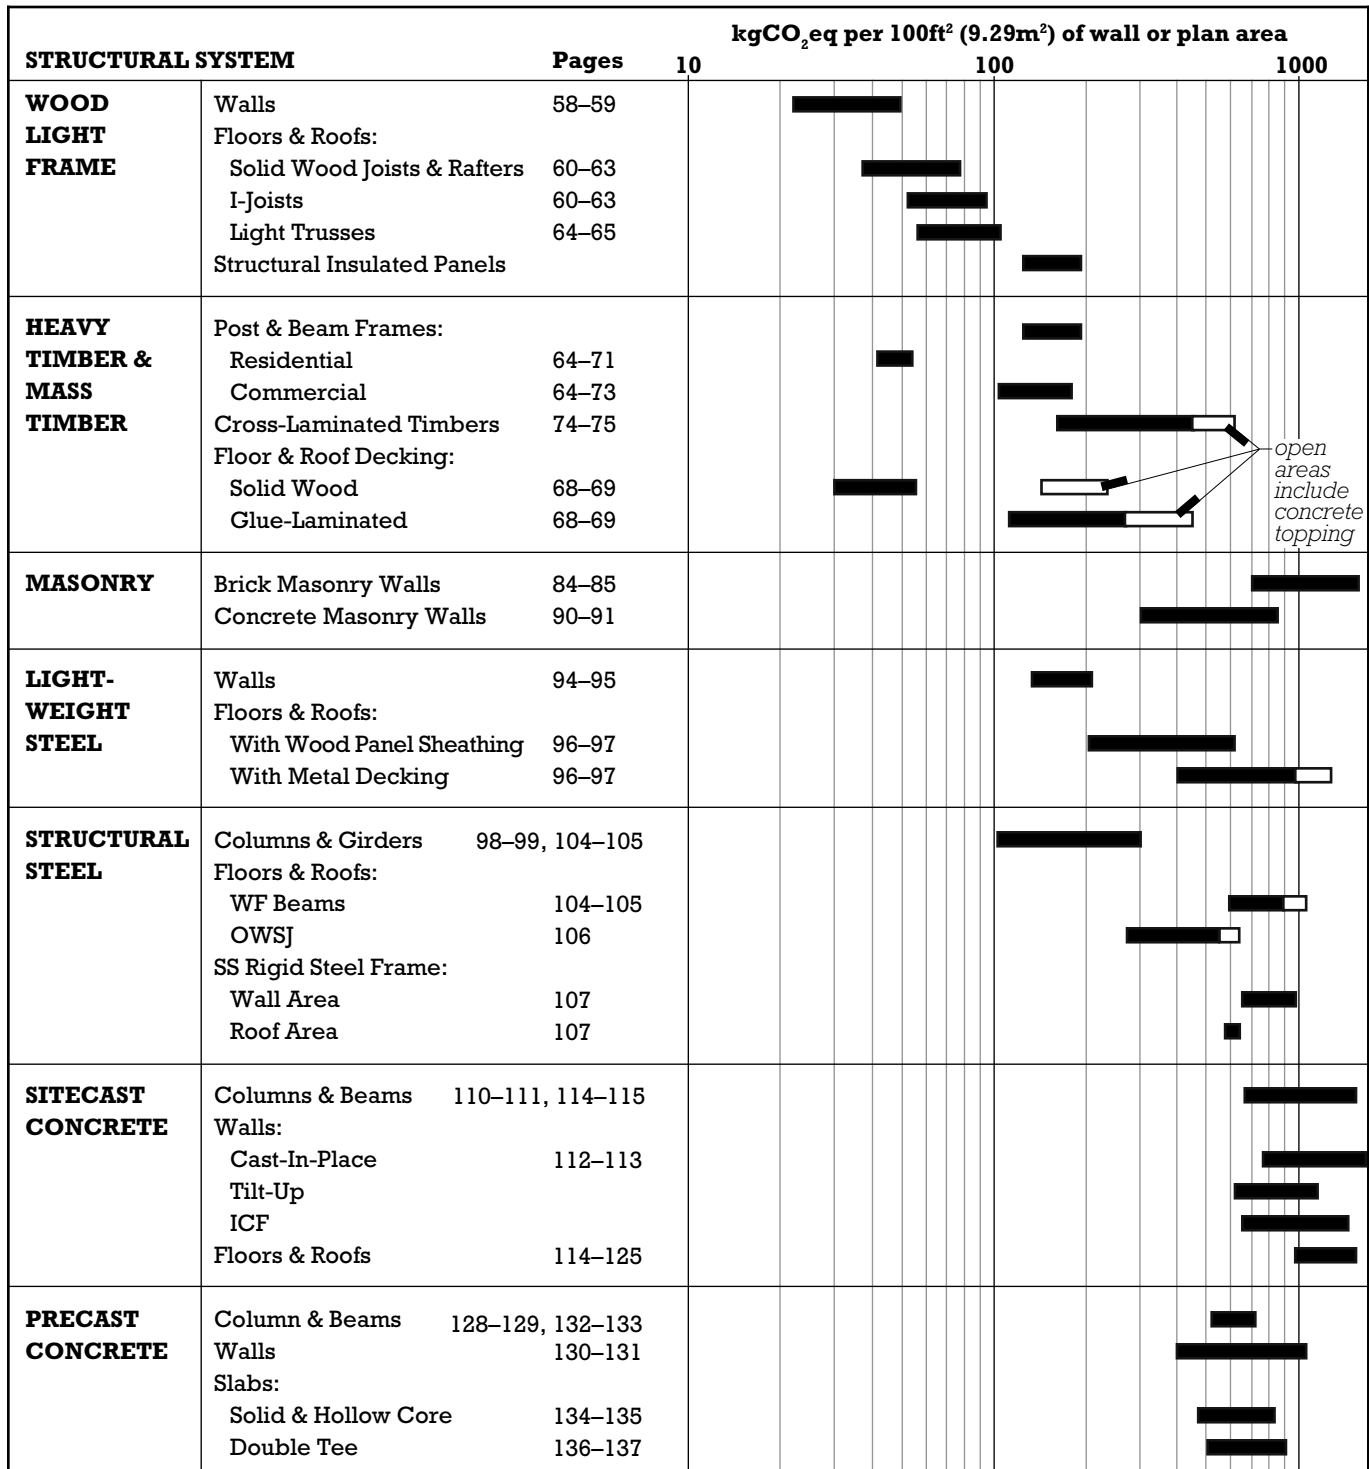 kgCO₂eq per 100ft² (9.29m²) of wall or plan area
STRUCTURAL SYSTEM Pages 10 100 1000
WOOD Walls 58–59
LIGHT Floors & Roofs:
FRAME Solid Wood Joists & Rafters 60–63
I-Joists 60–63
Light Trusses 64–65
Structural Insulated Panels
HEAVY Post & Beam Frames:
TIMBER & Residential 64–71
MASS Commercial 64–73
TIMBER Cross-Laminated Timbers 74–75
Floor & Roof Decking:
Solid Wood 68–69
Glue-Laminated 68–69
open
areas
include
concrete
topping
MASONRY Brick Masonry Walls 84–85
Concrete Masonry Walls 90–91
LIGHT- Walls 94–95
WEIGHT Floors & Roofs:
STEEL With Wood Panel Sheathing 96–97
With Metal Decking 96–97
STRUCTURAL Columns & Girders 98–99, 104–105
STEEL Floors & Roofs:
WF Beams 104–105
OWSJ 106
SS Rigid Steel Frame:
Wall Area 107
Roof Area 107
SITECAST Columns & Beams 110–111, 114–115
CONCRETE Walls:
Cast-In-Place 112–113
Tilt-Up
ICF
Floors & Roofs 114–125
PRECAST Column & Beams 128–129, 132–133
CONCRETE Walls 130–131
Slabs:
Solid & Hollow Core 134–135
Double Tee 136–137